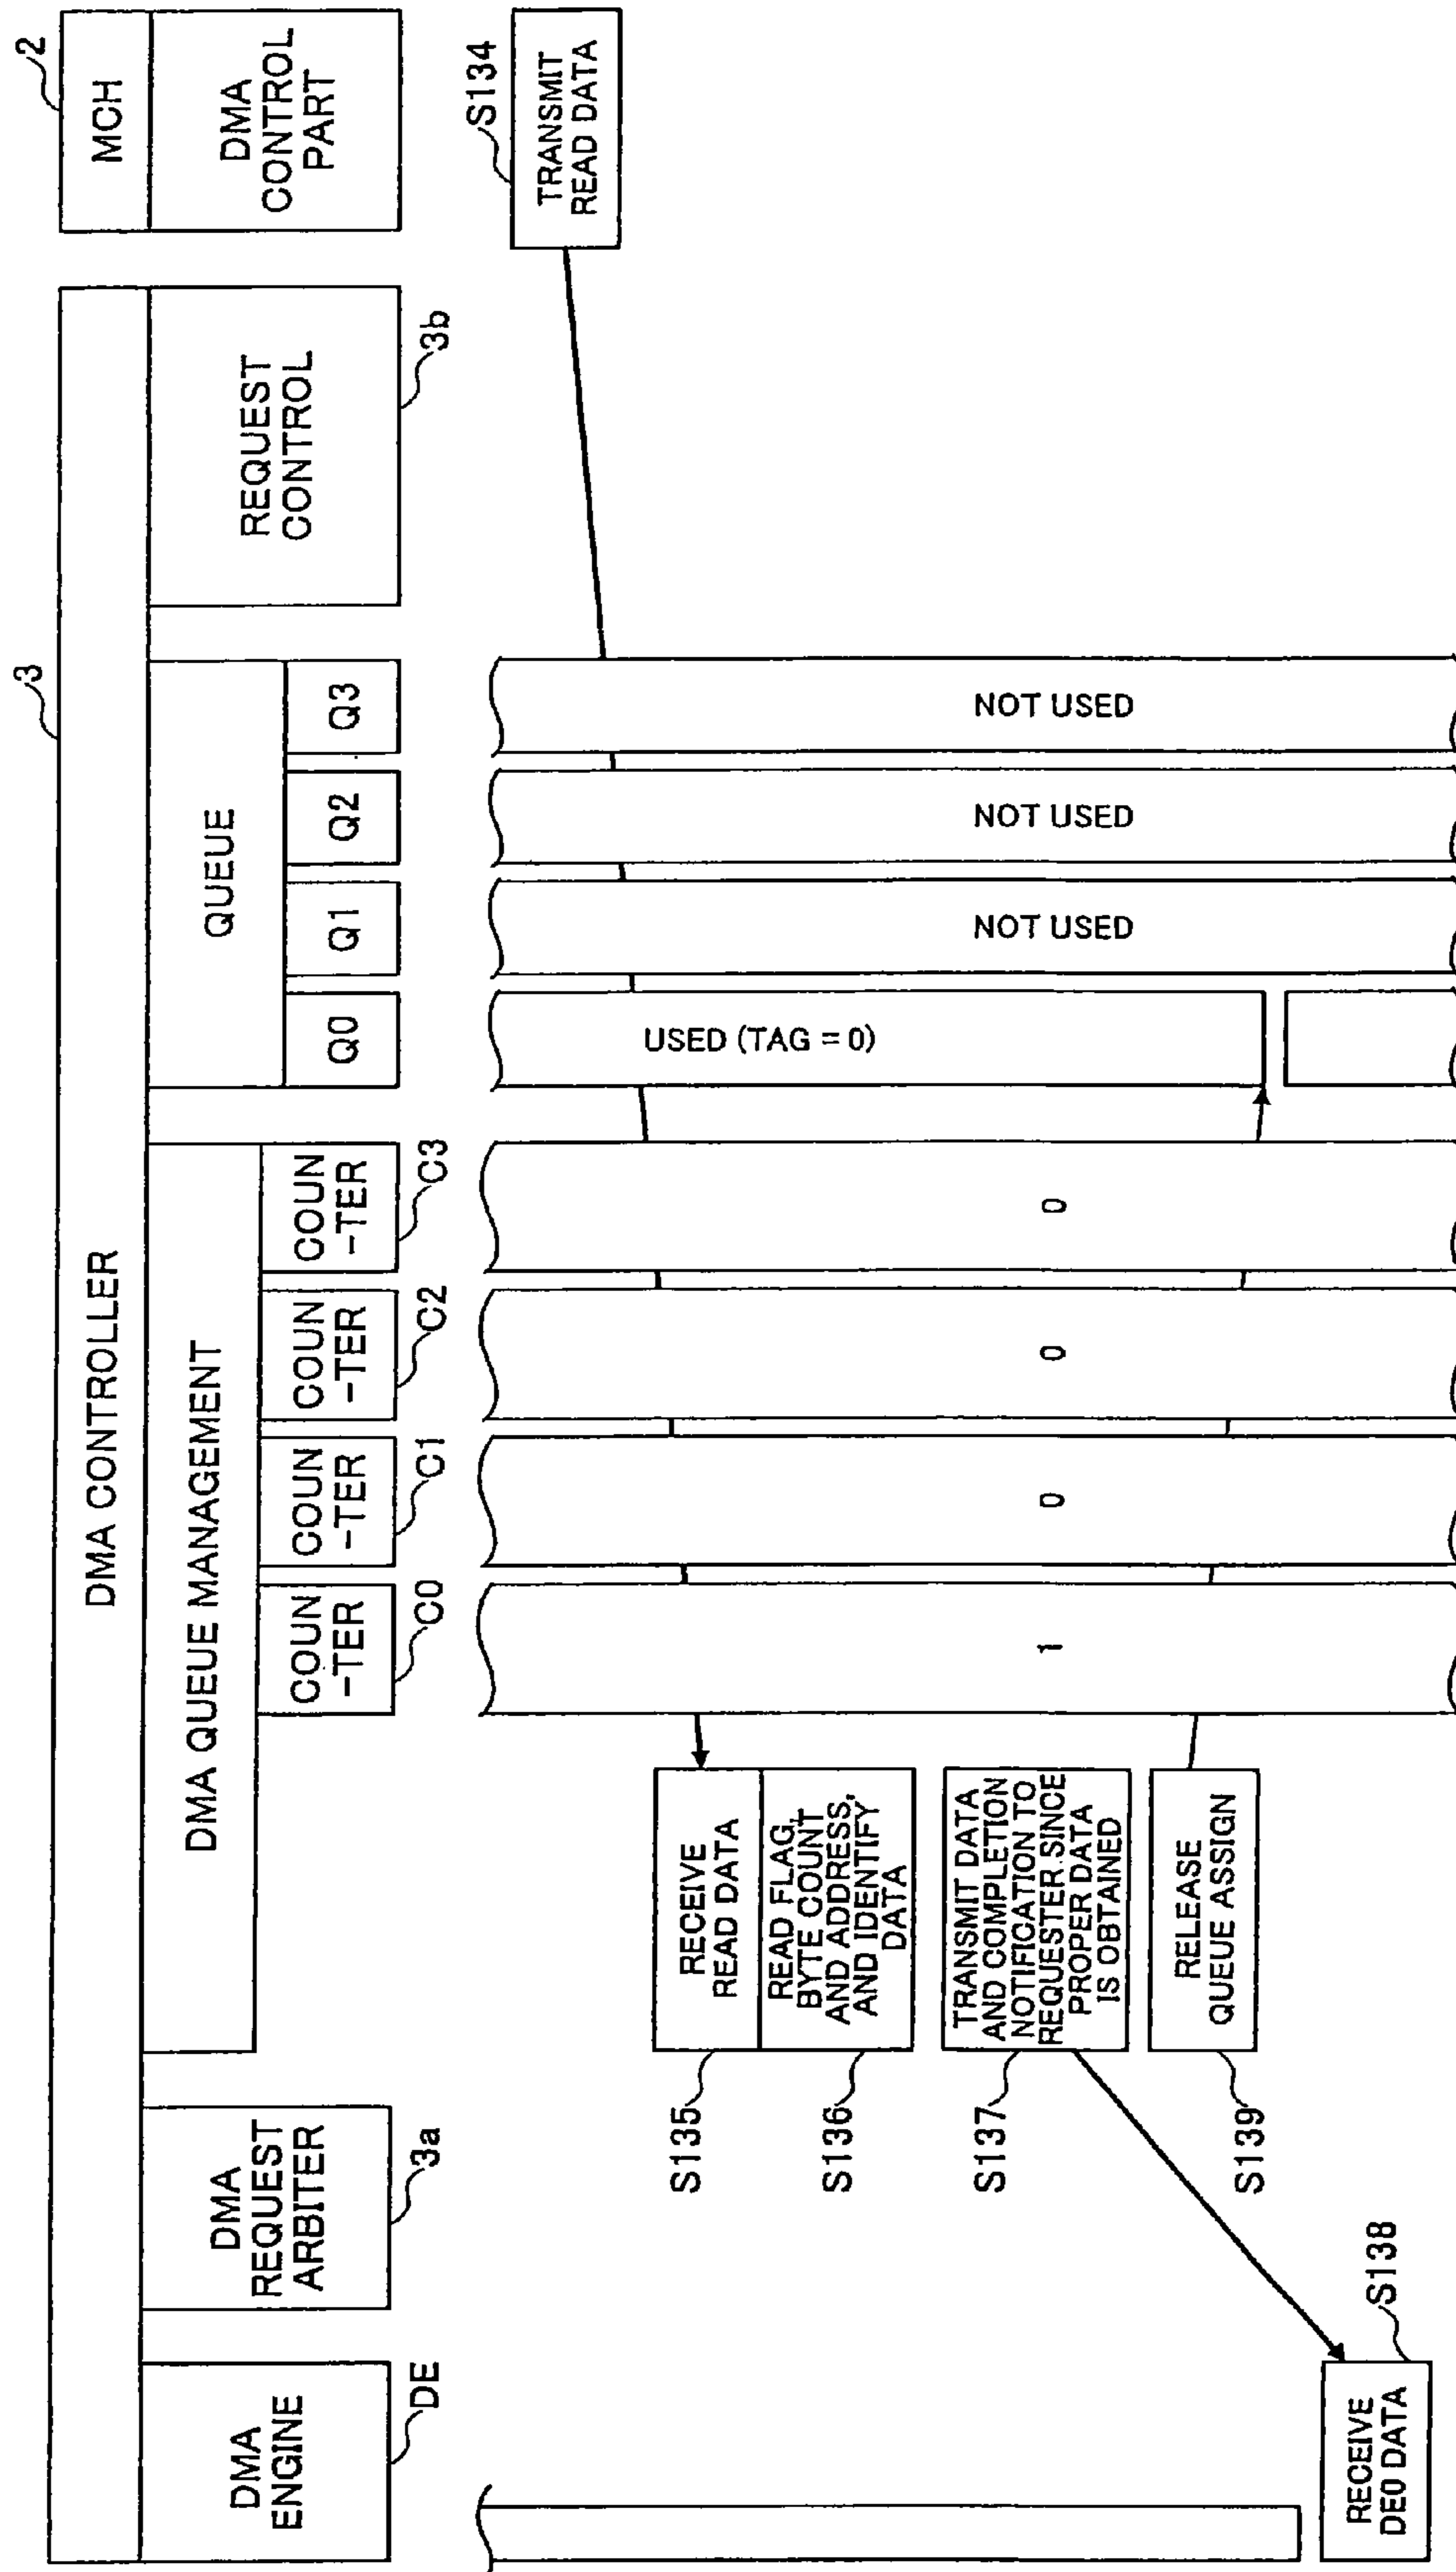 3
2
DMA CONTROLLER
MCH
DMA
ENGINE
DE
DMA
REQUEST
ARBITER
3a
DMA QUEUE MANAGEMENT
COUN
-TER
C0
COUN
-TER
C1
COUN
-TER
C2
COUN
-TER
C3
QUEUE
Q0
Q1
Q2
Q3
REQUEST
CONTROL
3b
DMA
CONTROL
PART
S134
TRANSMIT
READ DATA
S135
RECEIVE
READ DATA
S136
READ FLAG,
BYTE COUNT
AND ADDRESS,
AND IDENTIFY
DATA
S137
TRANSMIT DATA
AND COMPLETION
NOTIFICATION TO
REQUESTER SINCE
PROPER DATA
IS OBTAINED
S139
RELEASE
QUEUE ASSIGN
S138
RECEIVE
DE0 DATA
1
0
0
0
USED (TAG = 0)
NOT USED
NOT USED
NOT USED